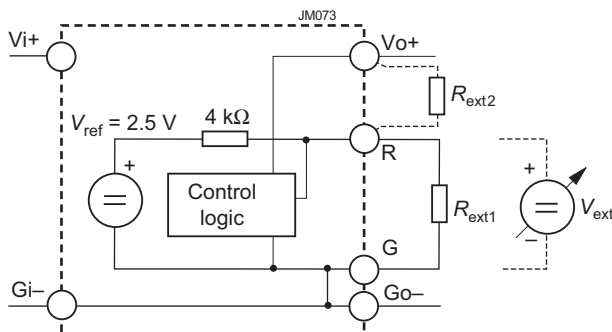 JM073
Vi+
Vo+
Rext2
Vref = 2.5 V
4 kΩ
R
+
Control
logic
+
Rext1
Vext
–
G
Gi–
Go–